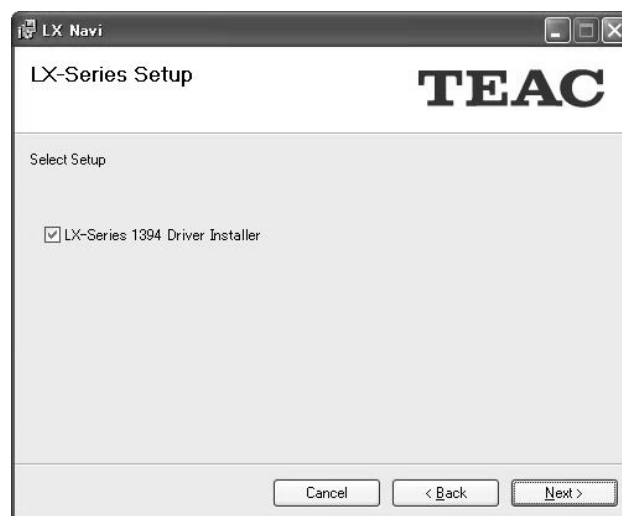 LX Navi
LX-Series Setup
TEAC
Select Setup
LX-Series 1394 Driver Installer
Cancel
< Back
Next >